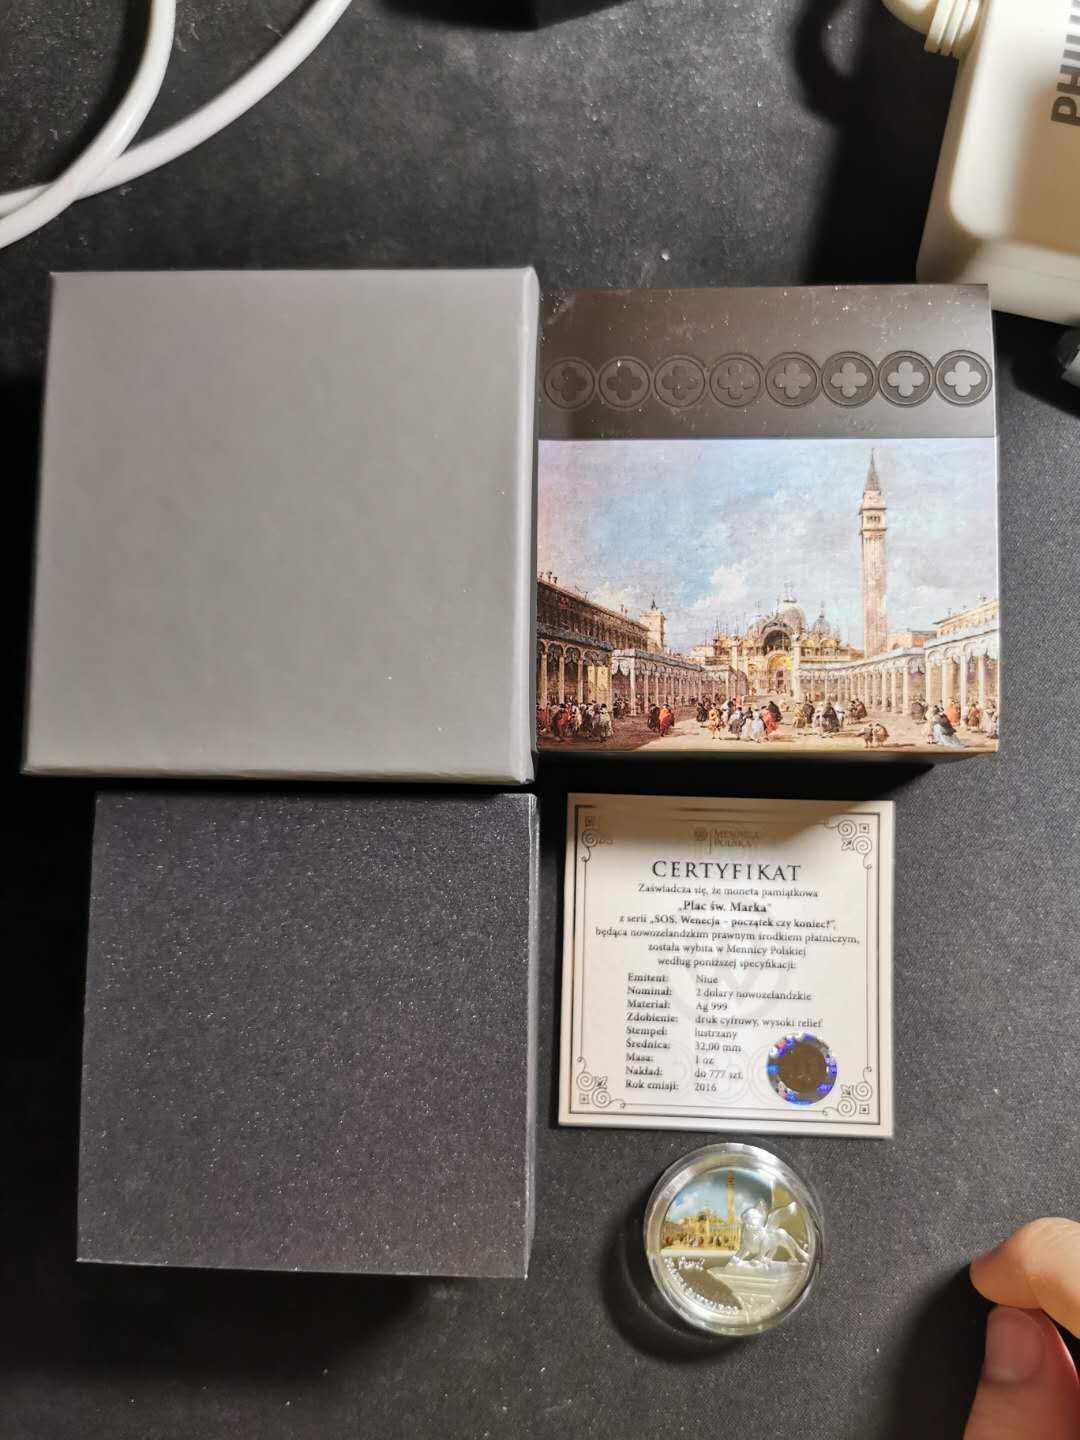 PHILI
MENNICA
POLSKA
CERTYFIKAT
Zaświadcza się, że moneta pamiątkowa
„Plac św. Marka"
z serii „SOS, Wenecja – początek czy koniec?",
będąca nowozelandzkim prawnym środkiem płatniczym,
została wybita w Mennicy Polskiej
według poniższej specyfikacji:
Emitent: Niue
Nominał: 2 dolary nowozelandzkie
Materiał: Ag 999
Zdobienie: druk cyfrowy, wysoki relief
Stempel: lustrzany
Średnica: 32,00 mm
Masa: 1 oz
Nakład: do 777 szt.
Rok emisji: 2016